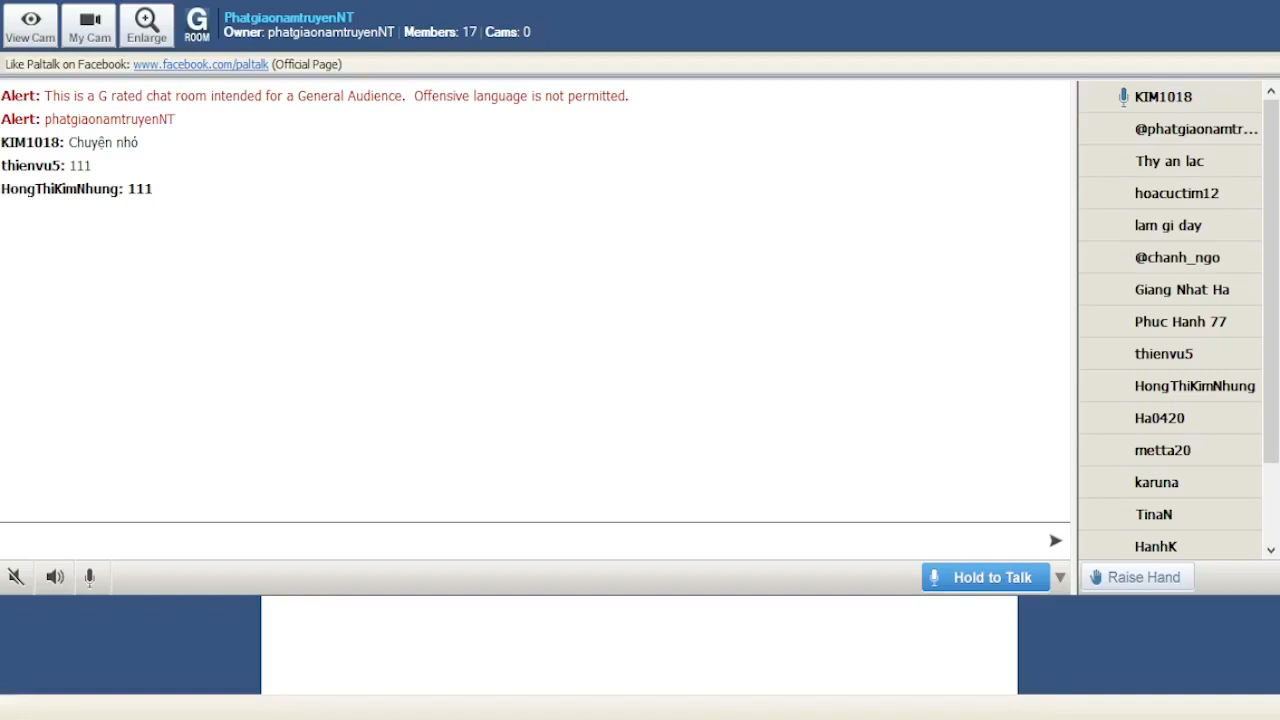 View Cam
My Cam
Enlarge
G
ROOM
PhatgiaonamtruyenNT
Owner: phatgiaonamtruyenNT | Members: 17 | Cams: 0
Like Paltalk on Facebook: www.facebook.com/paltalk (Official Page)
Alert: This is a G rated chat room intended for a General Audience. Offensive language is not permitted.
Alert: phatgiaonamtruyenNT
KIM1018: Chuyện nhỏ
thienvu5: 111
HongThiKimNhung: 111
KIM1018
@phatgiaonamtr...
Thy an lac
hoacuctim12
lam gi day
@chanh_ngo
Giang Nhat Ha
Phuc Hanh 77
thienvu5
HongThiKimNhung
Ha0420
metta20
karuna
TinaN
HanhK
Hold to Talk
Raise Hand